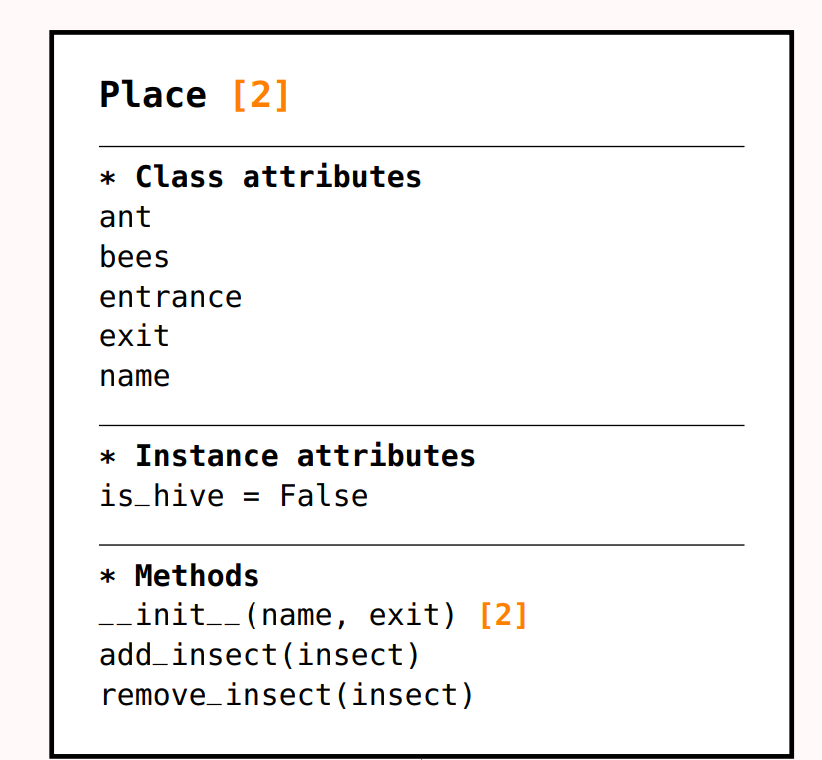 Place [2]
* Class attributes
ant
bees
entrance
exit
name
* Instance attributes
is_hive = False
* Methods
__init__(name, exit) [2]
add_insect(insect)
remove_insect(insect)